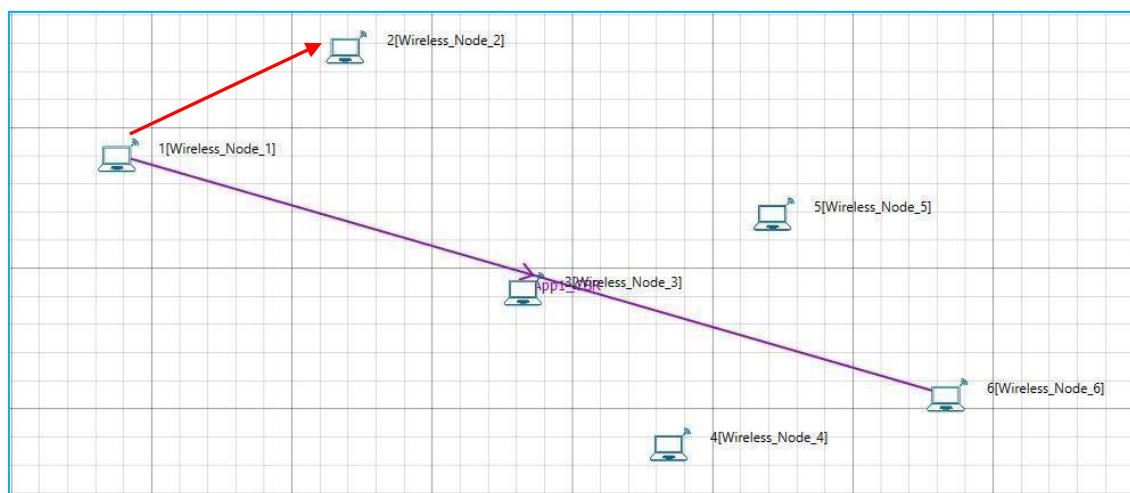 2[Wireless_Node_2]
1[Wireless_Node_1]
5[Wireless_Node_5]
3[Wireless_Node_3]
6[Wireless_Node_6]
4[Wireless_Node_4]